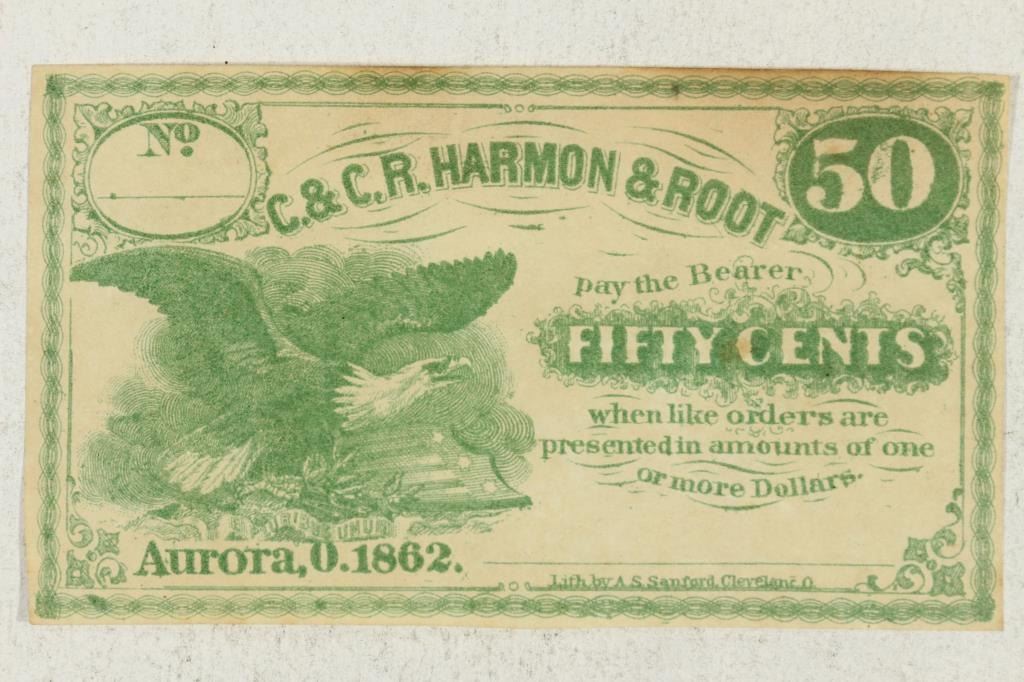 No.
C. & C.R. HARMON & ROOT
50
pay the Bearer
FIFTY CENTS
when like orders are
presented in amounts of one
or more Dollars.
UNUM
Aurora, O. 1862.
Lith. by A. S. Sanford, Cleveland, O.